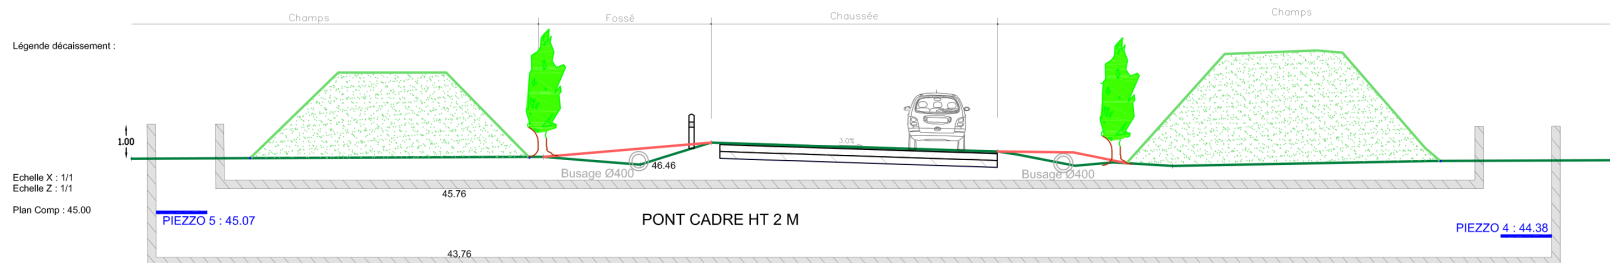 Champs
Fossé
Chaussée
Champs
Légende décaissement :
1.00
46.46
Busage Ø400
Busage Ø400
Echelle X : 1/1
Echelle Z : 1/1
45.76
Plan Comp : 45.00
PIEZZO 5 : 45.07
PONT CADRE HT 2 M
PIEZZO 4 : 44.38
43.76